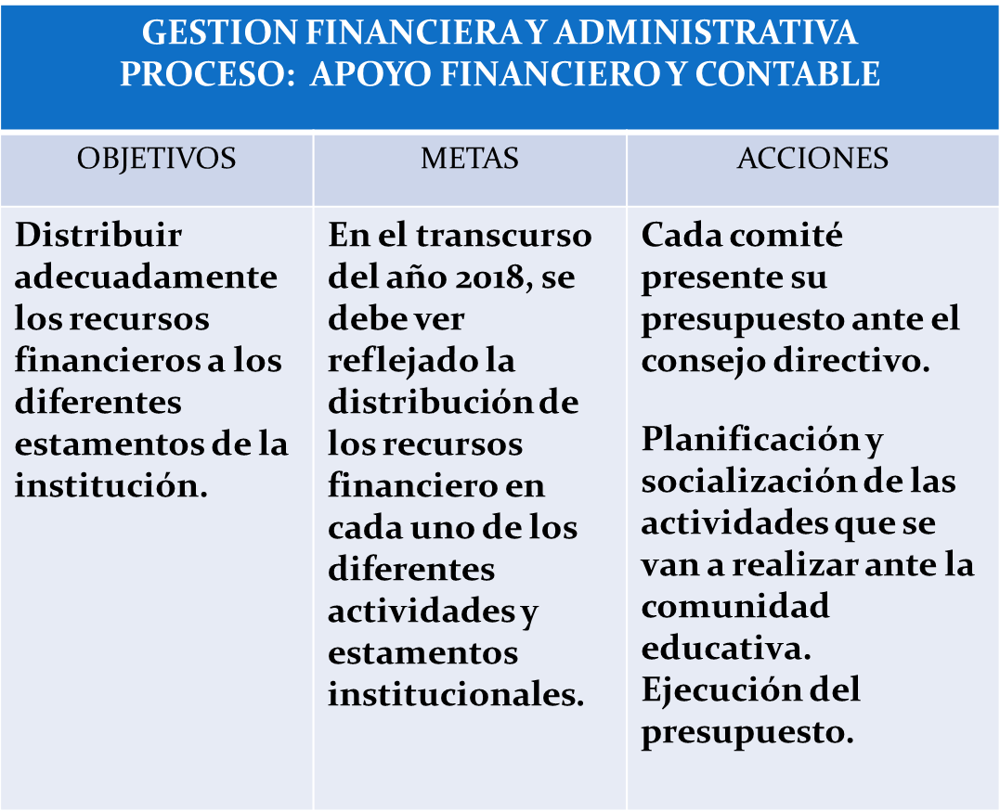 GESTION FINANCIERA Y ADMINISTRATIVA
PROCESO: APOYO FINANCIERO Y CONTABLE
OBJETIVOS
METAS
ACCIONES
Distribuir
adecuadamente
los recursos
financieros a los
diferentes
estamentos de la
institución.
En el transcurso
del año 2018, se
debe ver
reflejado la
distribución de
los recursos
financiero en
cada uno de los
diferentes
actividades y
estamentos
institucionales.
Cada comité
presente su
presupuesto ante el
consejo directivo.
Planificación y
socialización de las
actividades que se
van a realizar ante la
comunidad
educativa.
Ejecución del
presupuesto.